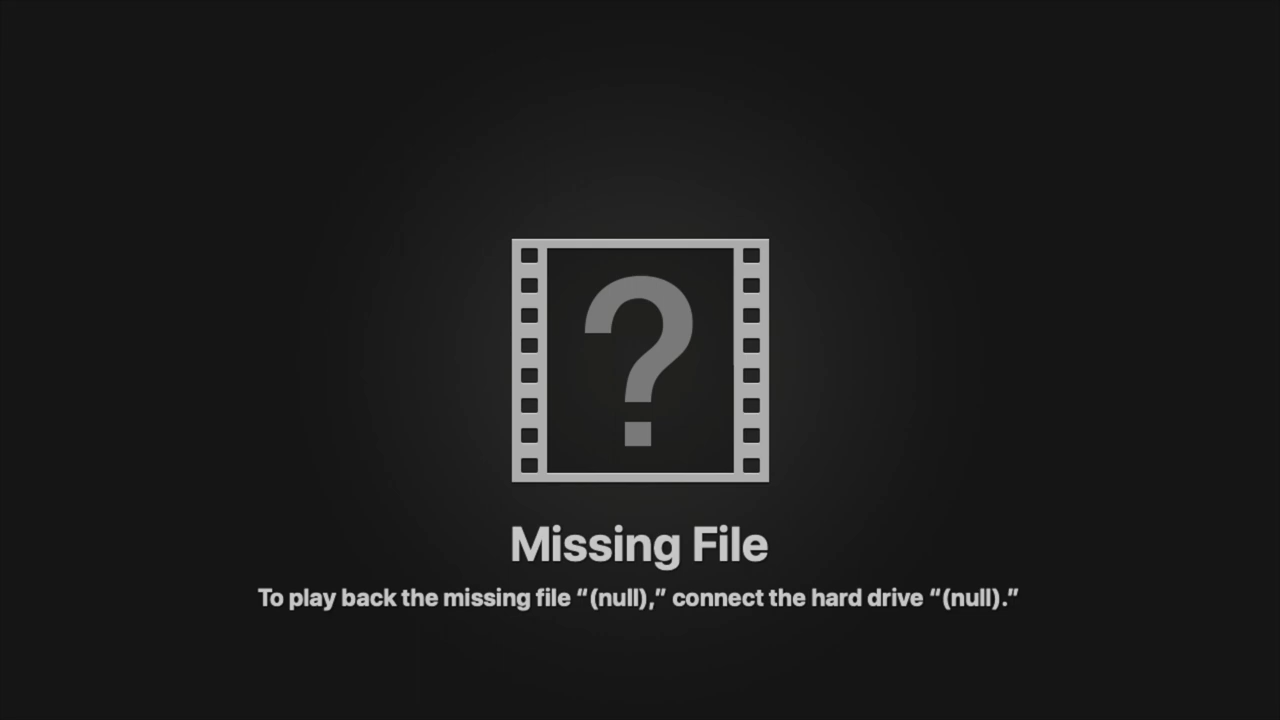 ?
Missing File
To play back the missing file “(null),” connect the hard drive “(null).”